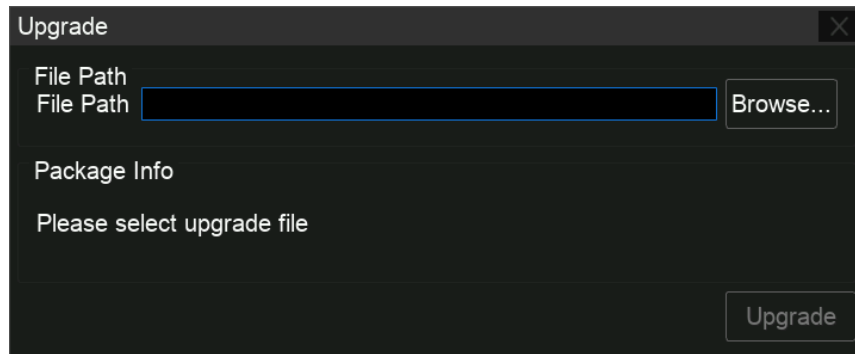 Upgrade
File Path
File Path Browse...
Package Info
Please select upgrade file
Upgrade